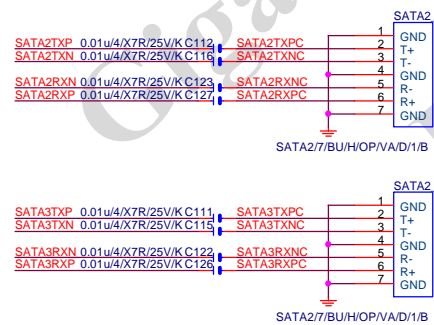 SATA2
1 GND
SATA2TXP 0.01u/4/X7R/25V/K C112 SATA2TXPC 2 T+
SATA2TXN 0.01u/4/X7R/25V/K C116 SATA2TXNC 3 T-
4 GND
SATA2RXN 0.01u/4/X7R/25V/K C123 SATA2RXNC 5 R-
SATA2RXP 0.01u/4/X7R/25V/K C127 SATA2RXPC 6 R+
7 GND
SATA2/7/BU/H/OP/VA/D/1/B
SATA2
1 GND
SATA3TXP 0.01u/4/X7R/25V/K C111 SATA3TXPC 2 T+
SATA3TXN 0.01u/4/X7R/25V/K C115 SATA3TXNC 3 T-
4 GND
SATA3RXN 0.01u/4/X7R/25V/K C122 SATA3RXNC 5 R-
SATA3RXP 0.01u/4/X7R/25V/K C126 SATA3RXPC 6 R+
7 GND
SATA2/7/BU/H/OP/VA/D/1/B